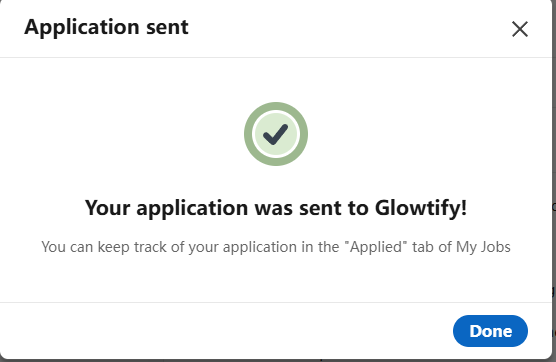 Application sent
Your application was sent to Glowtify!
You can keep track of your application in the "Applied" tab of My Jobs
Done